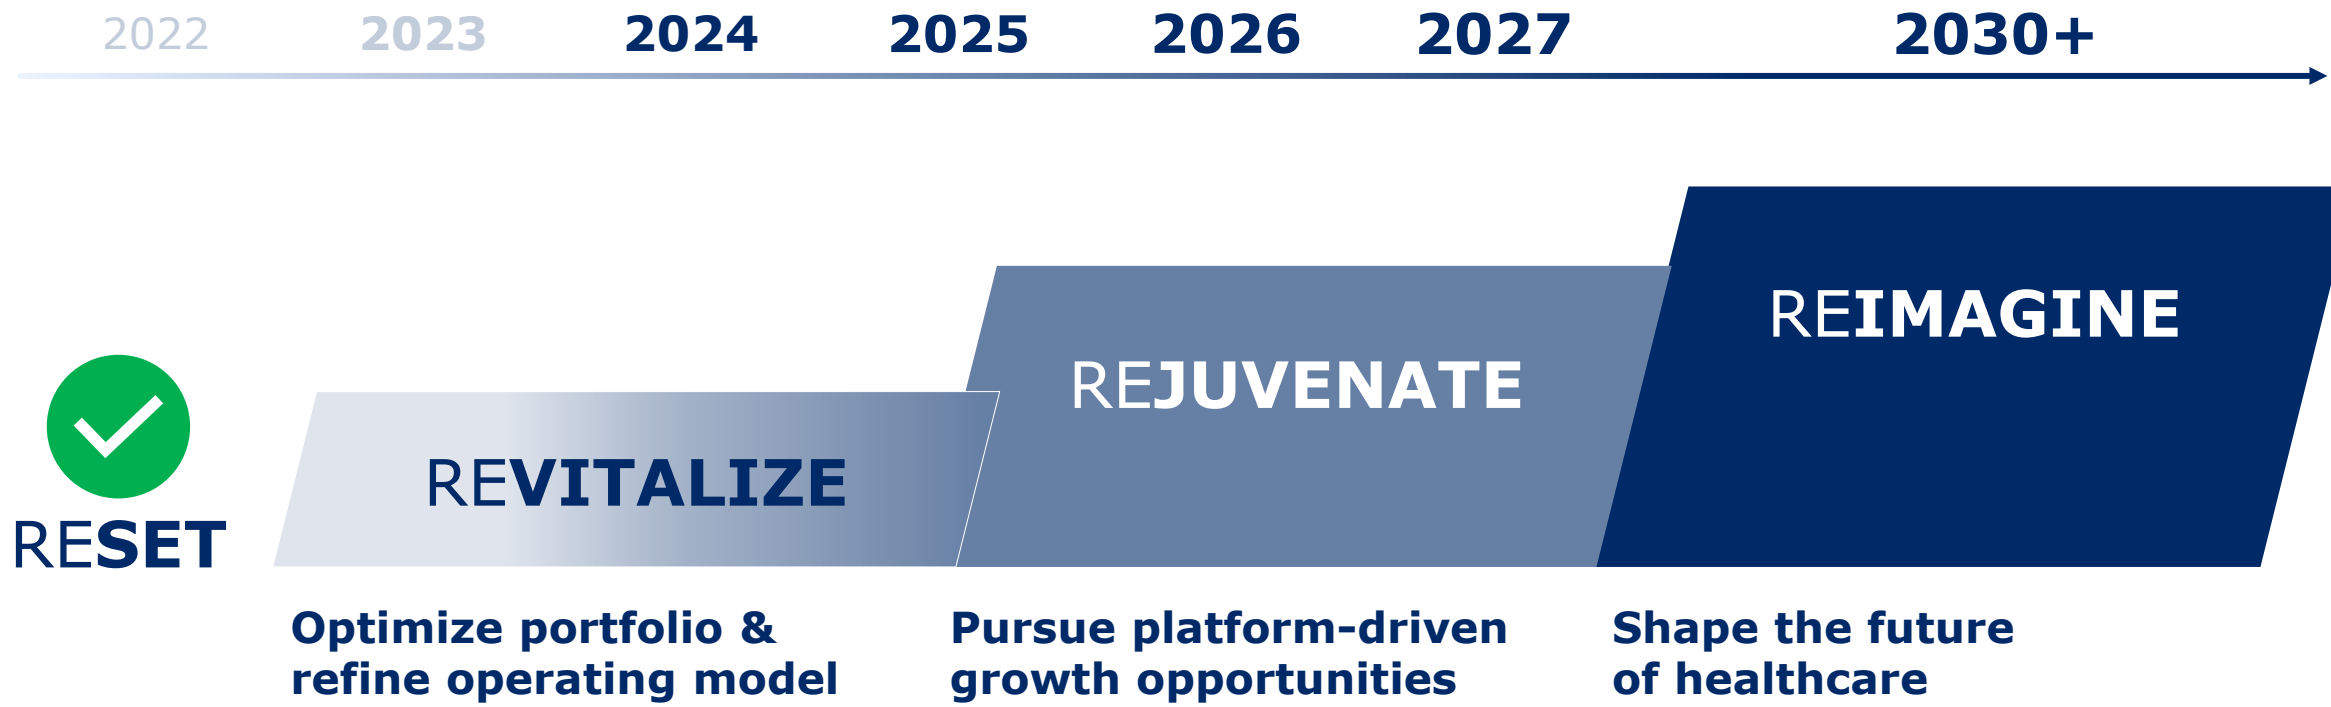 2022 2023 2024 2025 2026 2027 2030+
REIMAGINE
REJUVENATE
REVITALIZE
RESET
Optimize portfolio &
refine operating model
Pursue platform-driven
growth opportunities
Shape the future
of healthcare